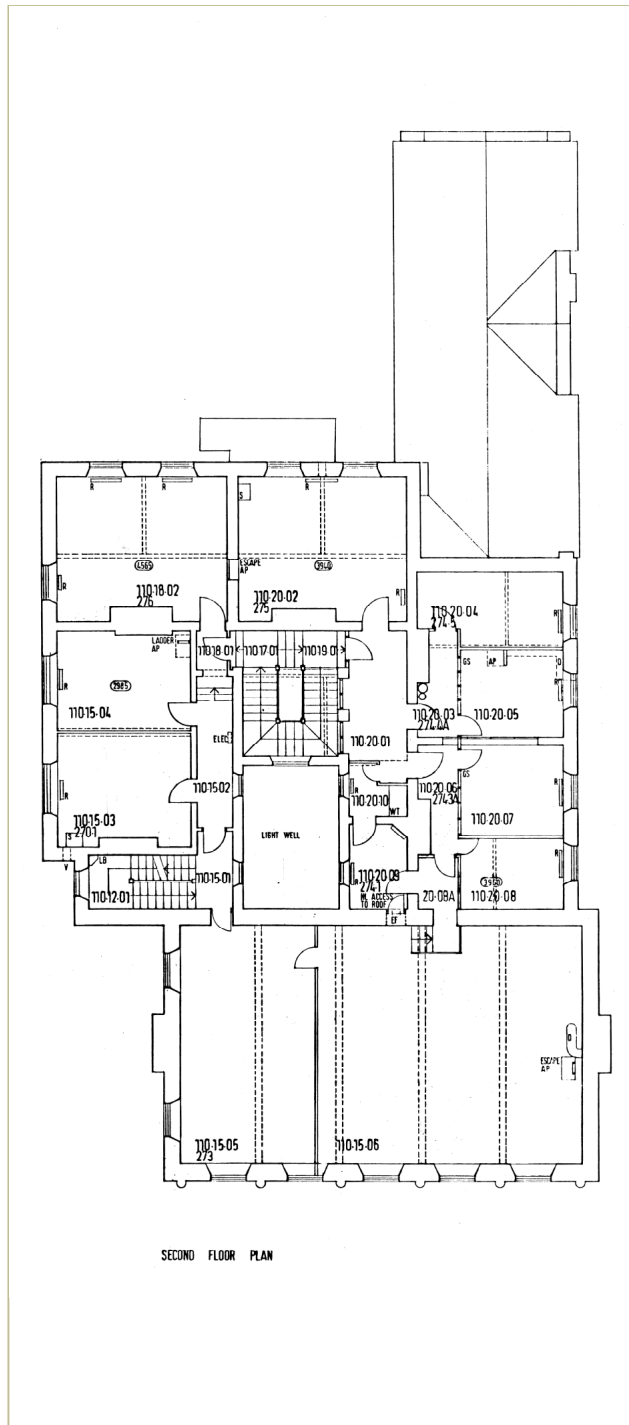 R
R
R
S
ESCAPE
AP
4565
3940
R
R
110·18·02
276
110·20·02
275
110·20·04
274·5
R
LADDER
AP
110·18·01
110·17·01
110·19·01
GS
AP
R
R
2985
110·15·04
110·20·03
274·4A
110·20·05
ELEC
110·20·01
110·15·02
110·20·06
274·3A
GS
R
110·20·10
WT
R
R
110·15·03
270·1
S
LIGHT WELL
110·20·07
V
LB
110·12·01
110·15·01
R
110·20·09
274·1
NL ACCESS
TO ROOF
EF
20·08A
R
110·20·08
ESCAPE
AP
110·15·05
273
110·15·06
SECOND FLOOR PLAN